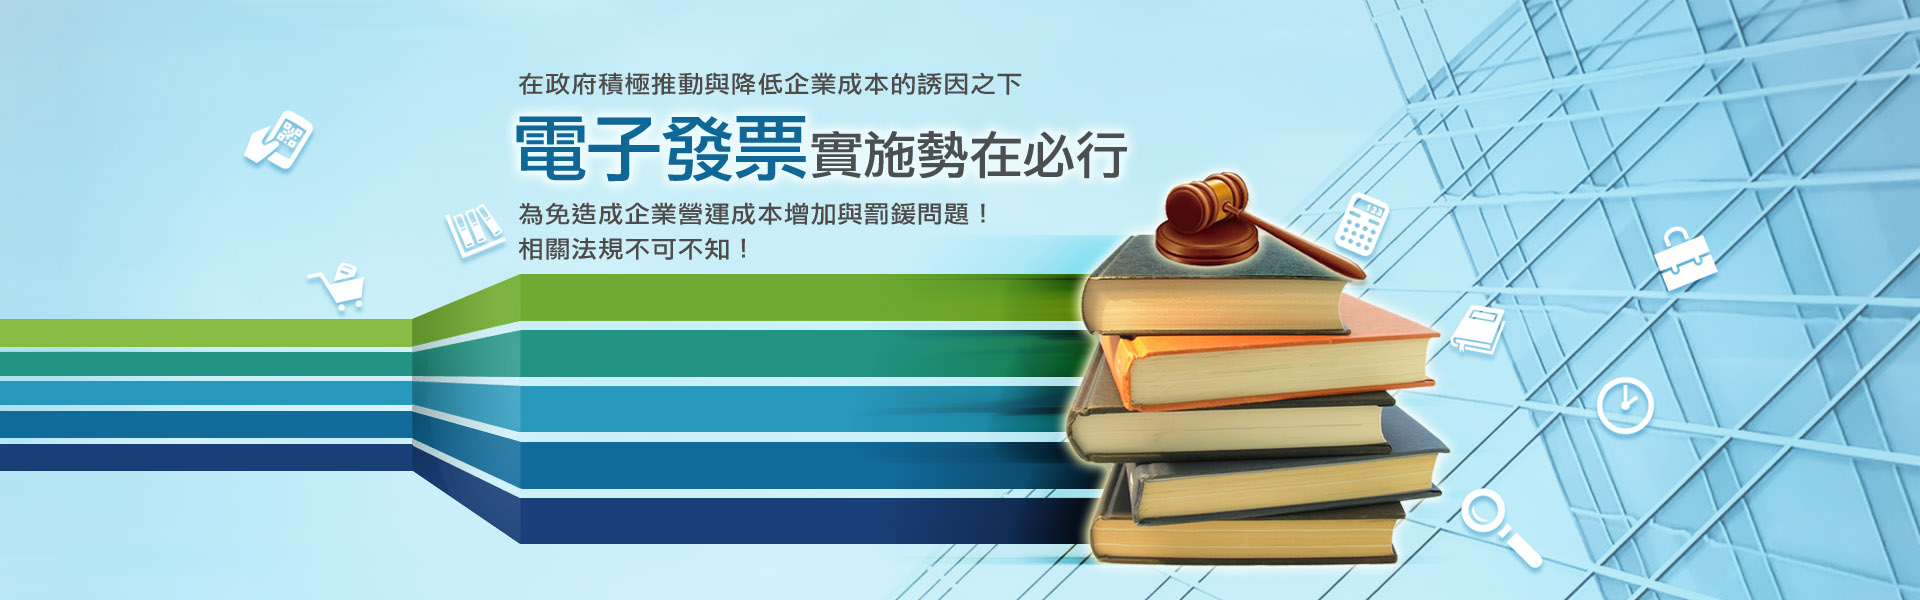 在政府積極推動與降低企業成本的誘因之下
電子發票實施勢在必行
為免造成企業營運成本增加與罰鍰問題！
相關法規不可不知！
123